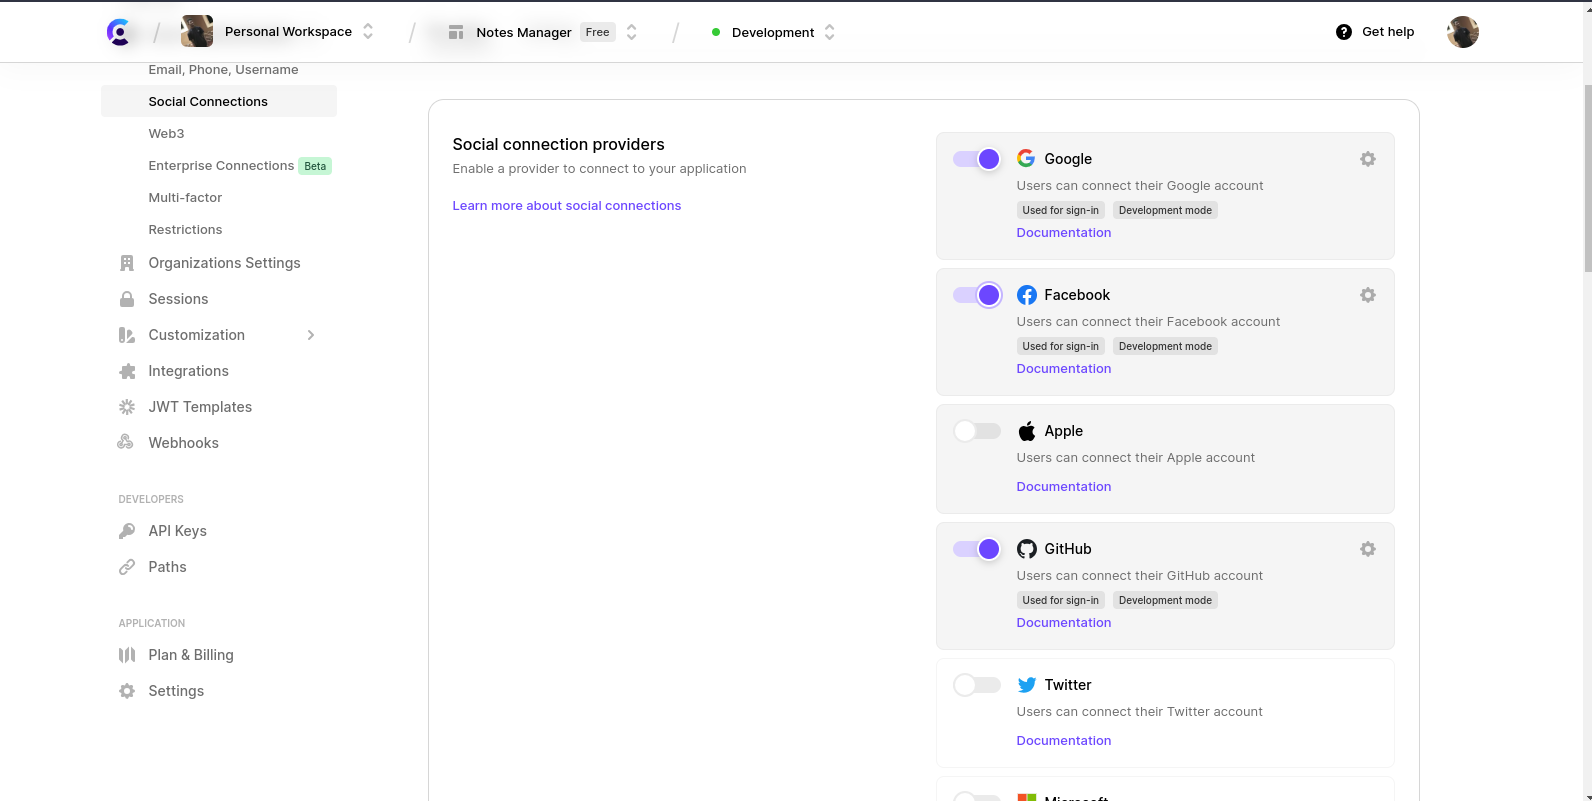 Personal Workspace
Notes Manager Free
Development
Get help
Email, Phone, Username
Social Connections
Web3
Enterprise Connections Beta
Multi-factor
Restrictions
Organizations Settings
Sessions
Customization
Integrations
JWT Templates
Webhooks
DEVELOPERS
API Keys
Paths
APPLICATION
Plan & Billing
Settings
Social connection providers
Enable a provider to connect to your application
Learn more about social connections
Google
Users can connect their Google account
Used for sign-in Development mode
Documentation
Facebook
Users can connect their Facebook account
Used for sign-in Development mode
Documentation
Apple
Users can connect their Apple account
Documentation
GitHub
Users can connect their GitHub account
Used for sign-in Development mode
Documentation
Twitter
Users can connect their Twitter account
Documentation
Microsoft